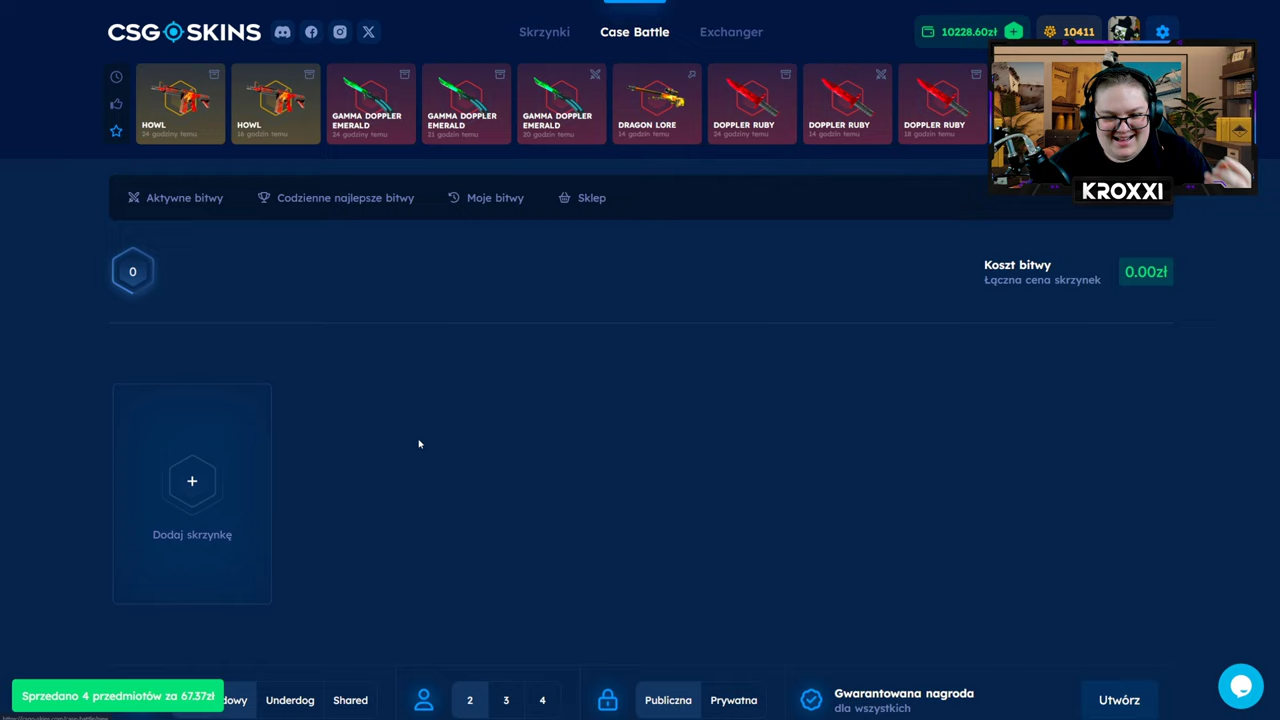 CSG SKINS
Skrzynki
Case Battle
Exchanger
10228.60zł
10411
HOWL
24 godziny temu
HOWL
16 godzin temu
GAMMA DOPPLER
EMERALD
24 godziny temu
GAMMA DOPPLER
EMERALD
21 godzin temu
GAMMA DOPPLER
EMERALD
20 godzin temu
DRAGON LORE
14 godzin temu
DOPPLER RUBY
24 godziny temu
DOPPLER RUBY
14 godzin temu
DOPPLER RUBY
18 godzin temu
KROXXI
Aktywne bitwy
Codzienne najlepsze bitwy
Moje bitwy
Sklep
0
Koszt bitwy
Łączna cena skrzynek
0.00zł
Dodaj skrzynkę
Sprzedano 4 przedmiotów za 67.37zł
Underdog
Shared
2
3
4
Publiczna
Prywatna
Gwarantowana nagroda
dla wszystkich
Utwórz